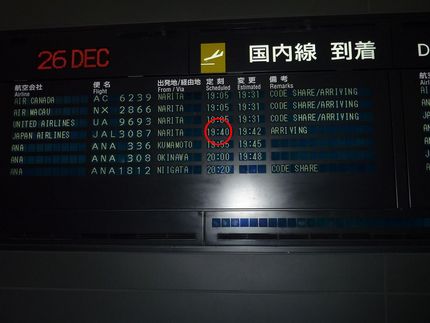 26 DEC 国内線 到着 D
航空会社 便名 出発地/経由地 定刻 変更 備考
Airline Flight From / Via Scheduled Estimated Remarks
AIR CANADA AC 6239 NARITA 19:05 19:31 CODE SHARE/ARRIVING
AIR MACAU NX 2866 NARITA 19:05 19:31 CODE SHARE/ARRIVING
UNITED AIRLINES UA 9693 NARITA 19:05 19:31 CODE SHARE/ARRIVING
JAPAN AIRLINES JAL3087 NARITA 19:40 19:42 ARRIVING
ANA ANA 336 KUMAMOTO 19:55 19:45
ANA ANA 308 OKINAWA 20:00 19:48
ANA ANA1812 NIIGATA 20:20 CODE SHARE